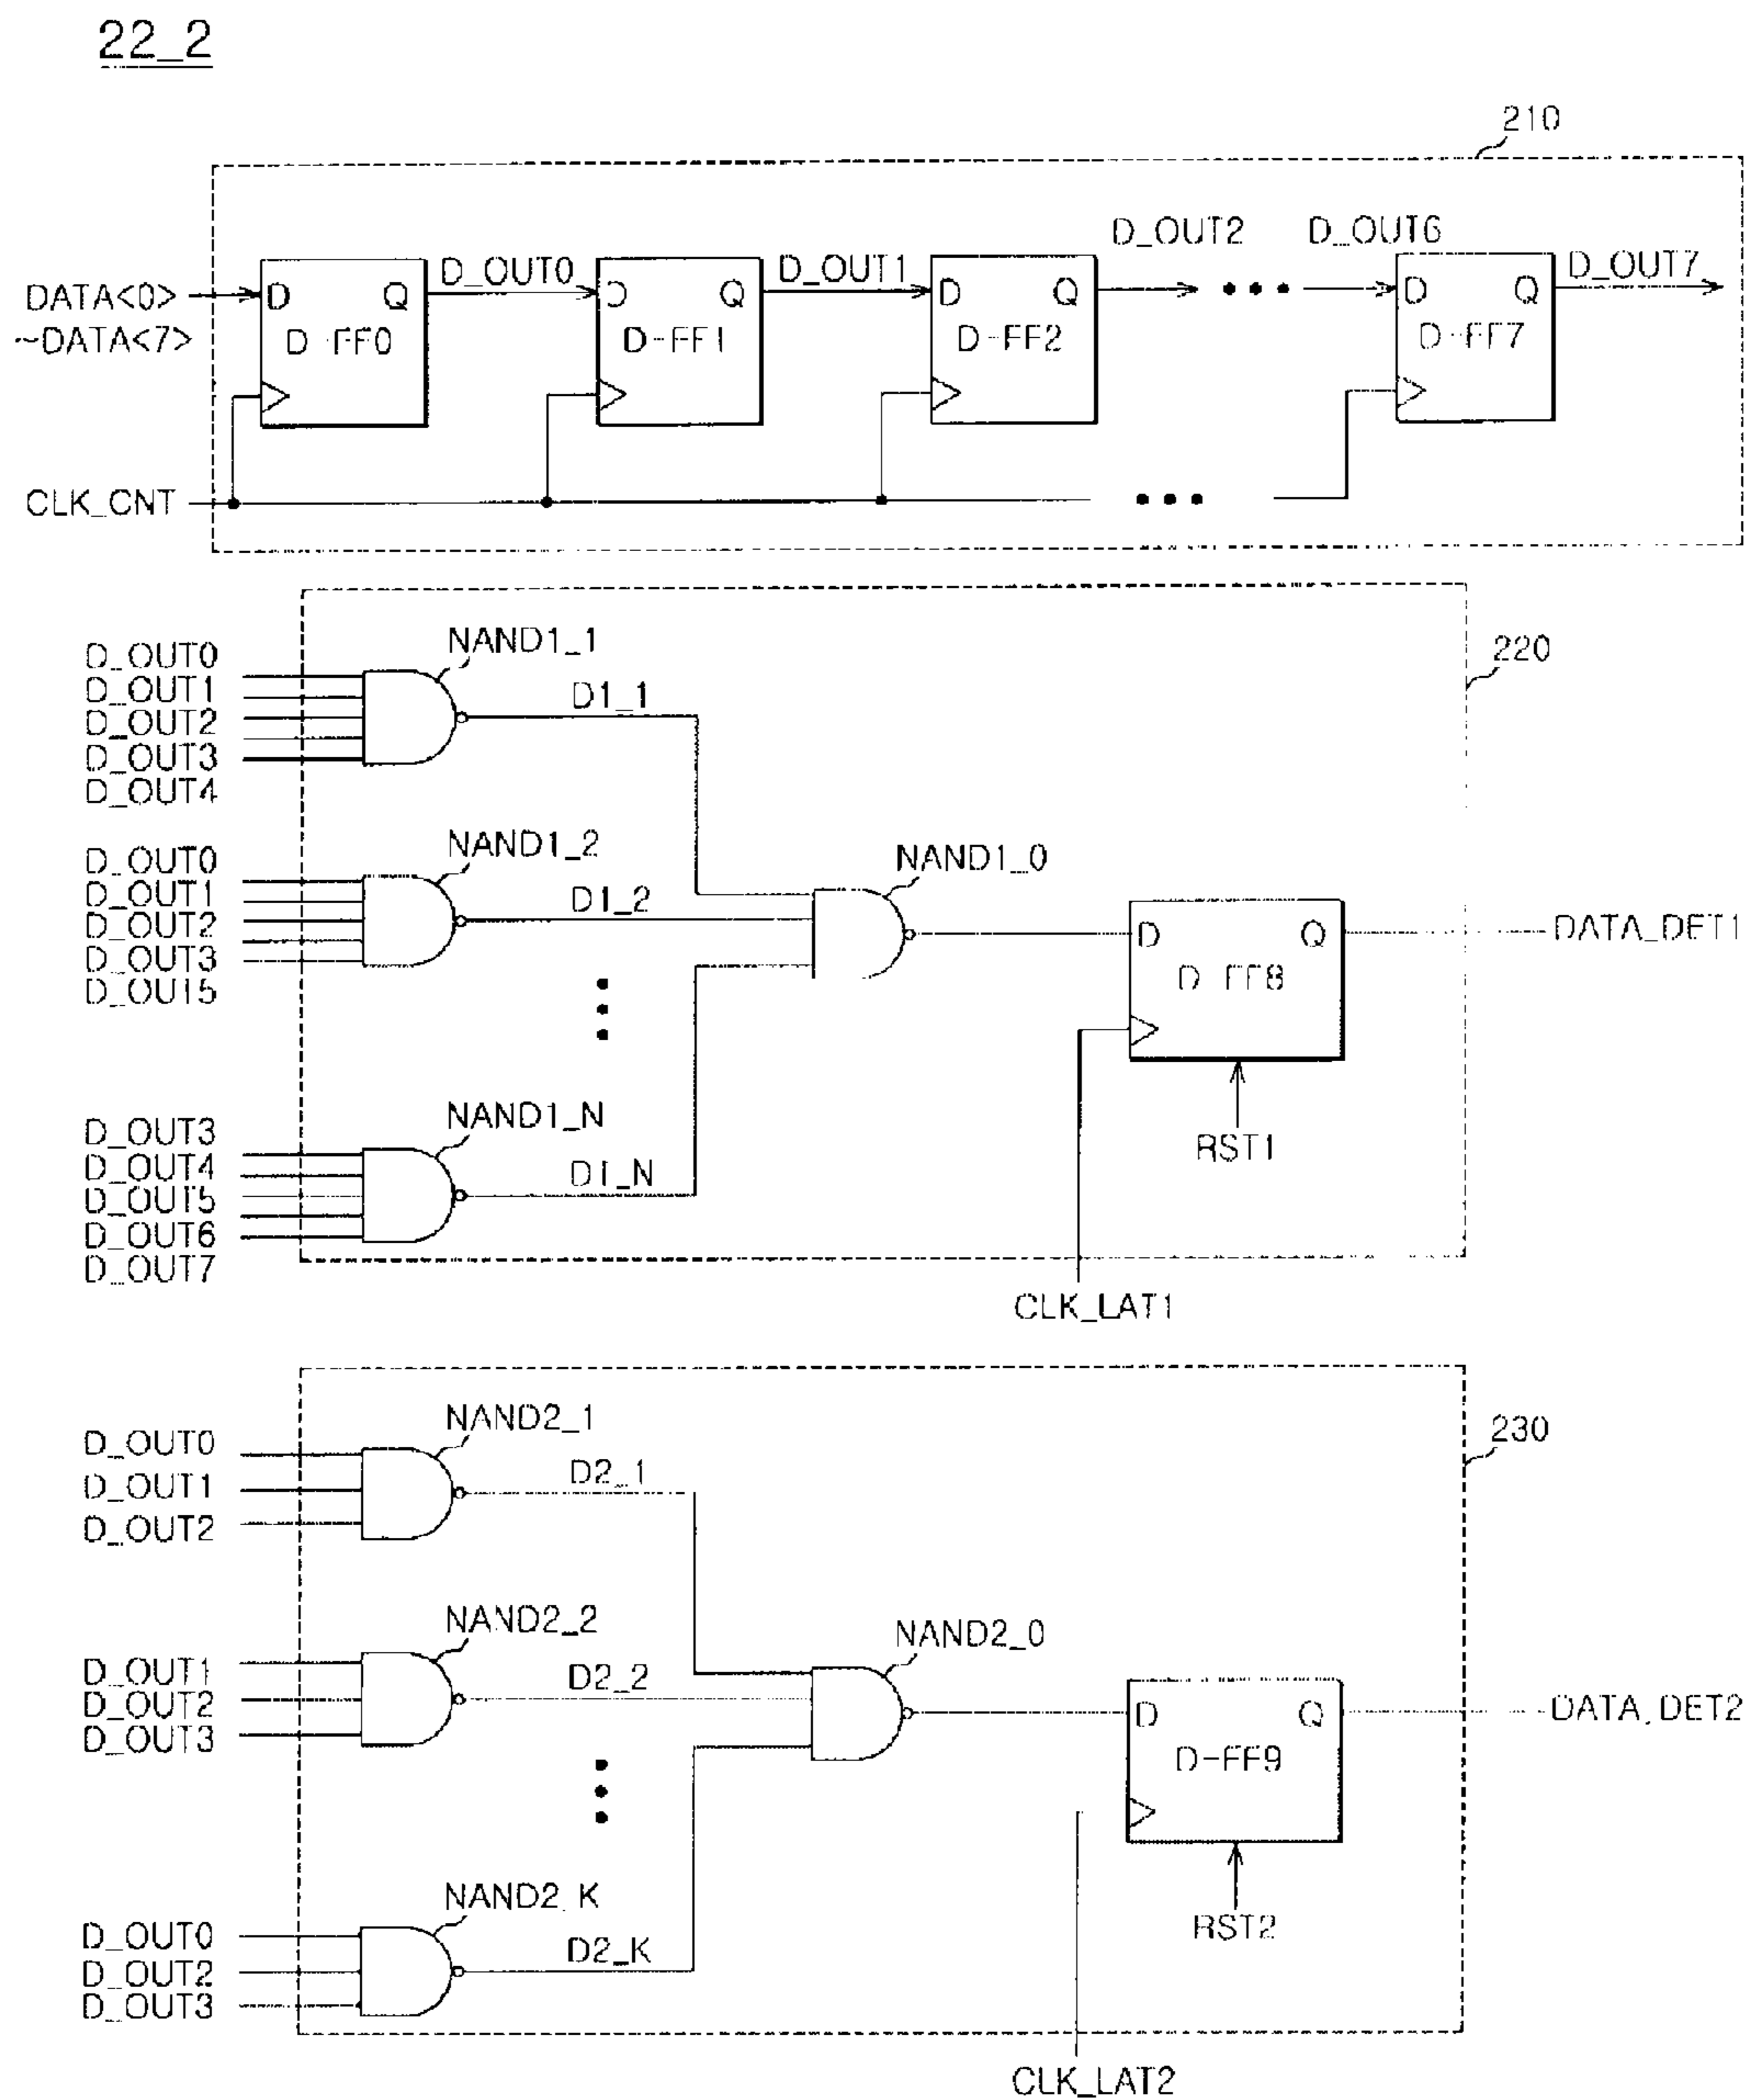 22_2
210
D_OUT0
D_OUT1
D_OUT2
D_OUT6
D_OUT7
DATA<0>
~DATA<7>
D Q
D-FF0
D Q
D-FF1
D Q
D-FF2
D Q
D-FF7
CLK_CNT
220
D_OUT0
D_OUT1
D_OUT2
D_OUT3
D_OUT4
NAND1_1
D1_1
D_OUT0
D_OUT1
D_OUT2
D_OUT3
D_OUT5
NAND1_2
D1_2
NAND1_0
D Q
D-FF8
DATA_DET1
RST1
D_OUT3
D_OUT4
D_OUT5
D_OUT6
D_OUT7
NAND1_N
D1_N
CLK_LAT1
230
D_OUT0
D_OUT1
D_OUT2
NAND2_1
D2_1
D_OUT1
D_OUT2
D_OUT3
NAND2_2
D2_2
NAND2_0
D Q
D-FF9
DATA_DET2
RST2
D_OUT0
D_OUT2
D_OUT3
NAND2_K
D2_K
CLK_LAT2